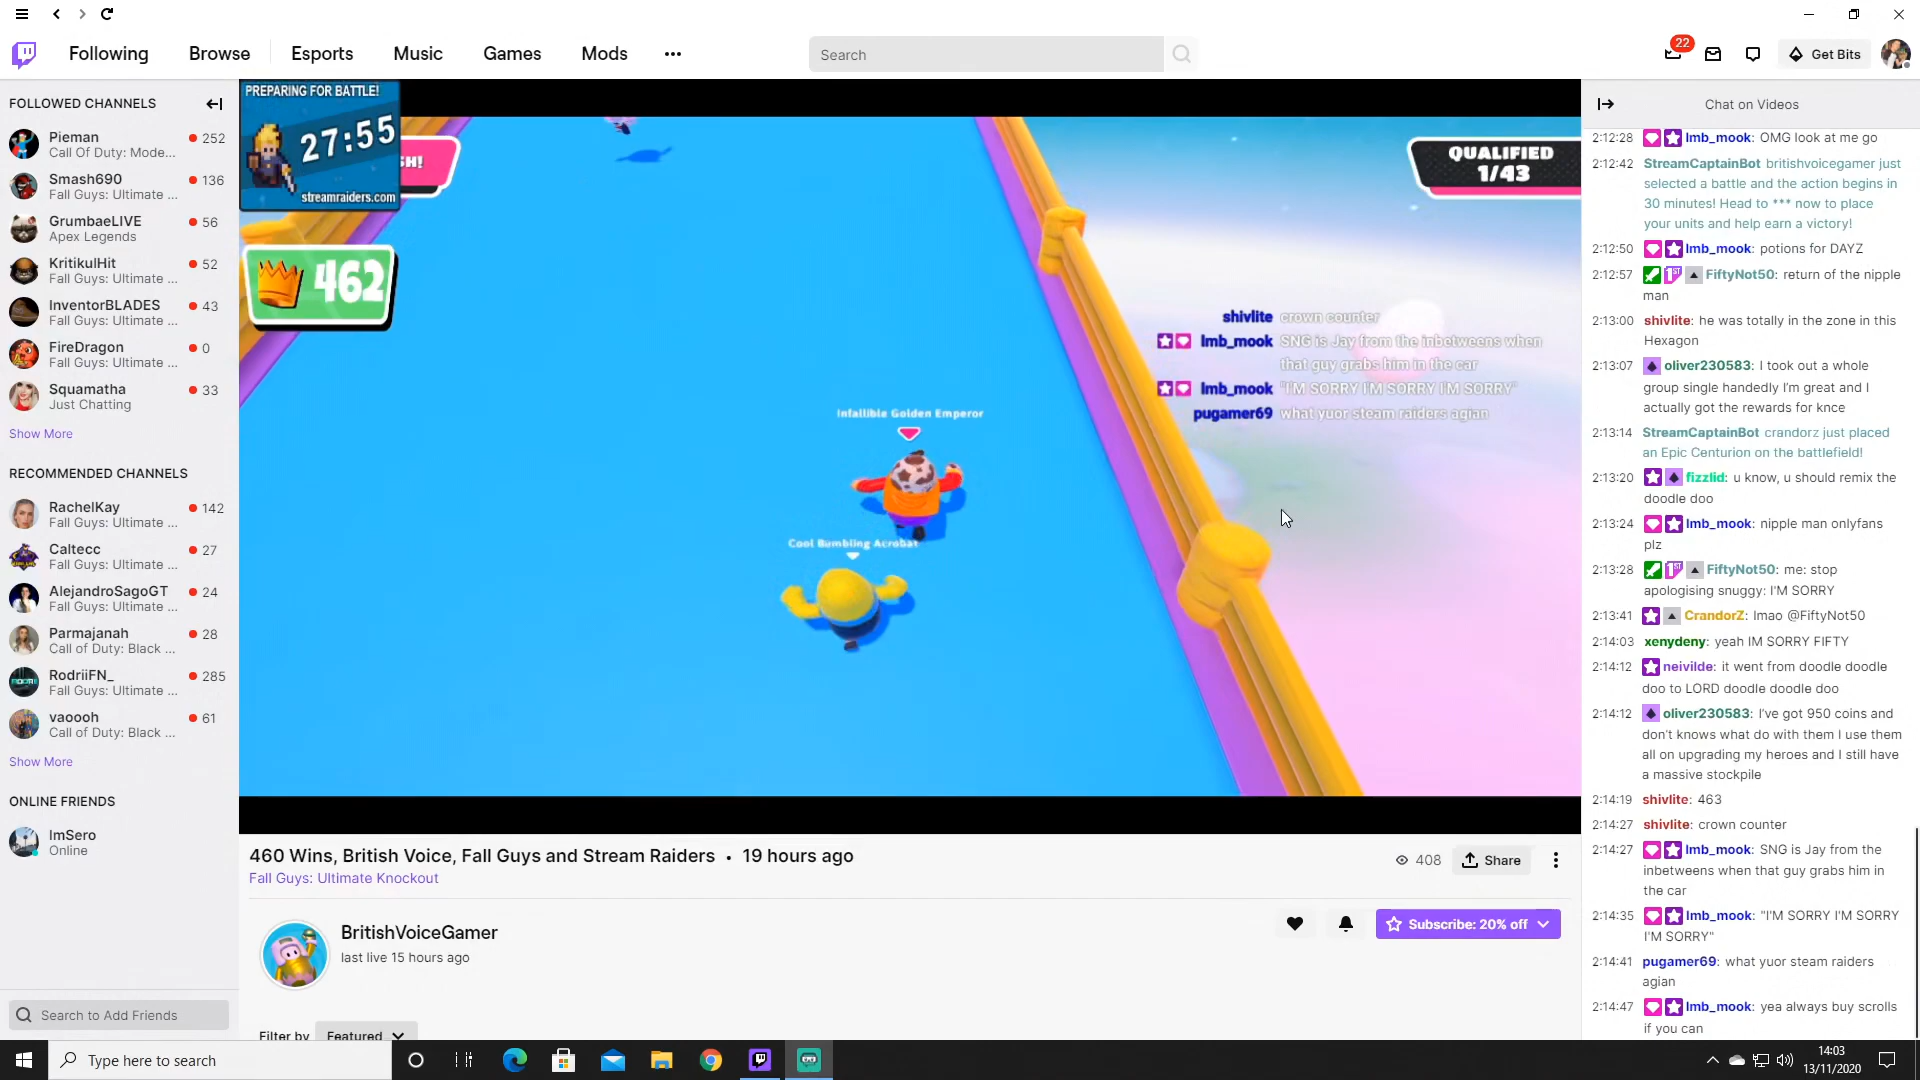 Following
Browse
Esports
Music
Games
Mods
Search
22
Get Bits
FOLLOWED CHANNELS
Pieman
252
Call Of Duty: Mode...
Smash690
136
Fall Guys: Ultimate ...
GrumbaeLIVE
56
Apex Legends
KritikulHit
52
Fall Guys: Ultimate ...
InventorBLADES
43
Fall Guys: Ultimate ...
FireDragon
0
Fall Guys: Ultimate ...
Squamatha
33
Just Chatting
Show More
RECOMMENDED CHANNELS
RachelKay
142
Fall Guys: Ultimate ...
Caltecc
27
Fall Guys: Ultimate ...
AlejandroSagoGT
24
Fall Guys: Ultimate ...
Parmajanah
28
Call of Duty: Black ...
RodriiFN_
285
Fall Guys: Ultimate ...
vaoooh
61
Call of Duty: Black ...
Show More
ONLINE FRIENDS
ImSero
Online
Search to Add Friends
PREPARING FOR BATTLE!
27:55
streamraiders.com
SH!
462
QUALIFIED
1/43
shivlite crown counter
lmb_mook SNG is Jay from the inbetweens when
that guy grabs him in the car
lmb_mook "I'M SORRY I'M SORRY I'M SORRY"
pugamer69 what yuor steam raiders agian
Infallible Golden Emperor
Cool Bumbling Acrobat
460 Wins, British Voice, Fall Guys and Stream Raiders • 19 hours ago
Fall Guys: Ultimate Knockout
408
Share
BritishVoiceGamer
last live 15 hours ago
Subscribe: 20% off
Filter by
Featured
Chat on Videos
2:12:28 lmb_mook: OMG look at me go
2:12:42 StreamCaptainBot britishvoicegamer just
selected a battle and the action begins in
30 minutes! Head to *** now to place
your units and help earn a victory!
2:12:50 lmb_mook: potions for DAYZ
2:12:57 FiftyNot50: return of the nipple
man
2:13:00 shivlite: he was totally in the zone in this
Hexagon
2:13:07 oliver230583: I took out a whole
group single handedly I'm great and I
actually got the rewards for knce
2:13:14 StreamCaptainBot crandorz just placed
an Epic Centurion on the battlefield!
2:13:20 fizzlid: u know, u should remix the
doodle doo
2:13:24 lmb_mook: nipple man onlyfans
plz
2:13:28 FiftyNot50: me: stop
apologising snuggy: I'M SORRY
2:13:41 CrandorZ: lmao @FiftyNot50
2:14:03 xenydeny: yeah IM SORRY FIFTY
2:14:12 neivilde: it went from doodle doodle
doo to LORD doodle doodle doo
2:14:12 oliver230583: I've got 950 coins and
don't knows what do with them I use them
all on upgrading my heroes and I still have
a massive stockpile
2:14:19 shivlite: 463
2:14:27 shivlite: crown counter
2:14:27 lmb_mook: SNG is Jay from the
inbetweens when that guy grabs him in
the car
2:14:35 lmb_mook: "I'M SORRY I'M SORRY
I'M SORRY"
2:14:41 pugamer69: what yuor steam raiders
agian
2:14:47 lmb_mook: yea always buy scrolls
if you can
Type here to search
14:03
13/11/2020